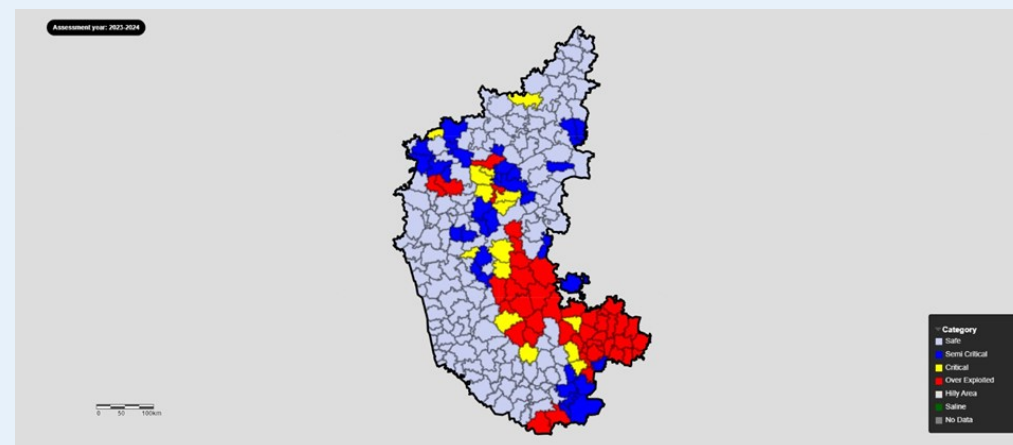 Assessment year: 2023-2024
Category
Safe
Semi Critical
Critical
Over Exploited
Hilly Area
Saline
No Data
0 50 100km